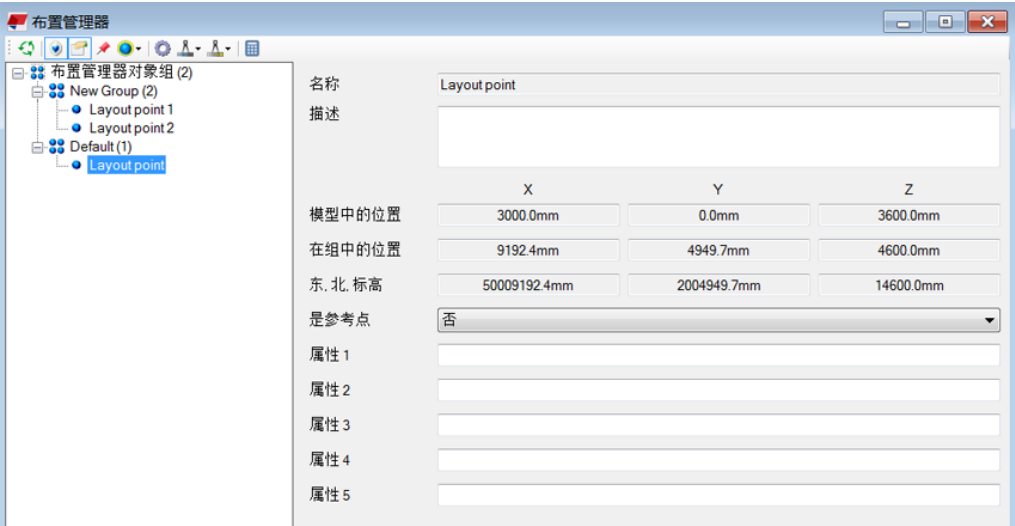 布置管理器
布置管理器对象组 (2)
New Group (2)
Layout point 1
Layout point 2
Default (1)
Layout point
名称 Layout point
描述
X Y Z
模型中的位置 3000.0mm 0.0mm 3600.0mm
在组中的位置 9192.4mm 4949.7mm 4600.0mm
东, 北, 标高 50009192.4mm 2004949.7mm 14600.0mm
是参考点 否
属性 1
属性 2
属性 3
属性 4
属性 5